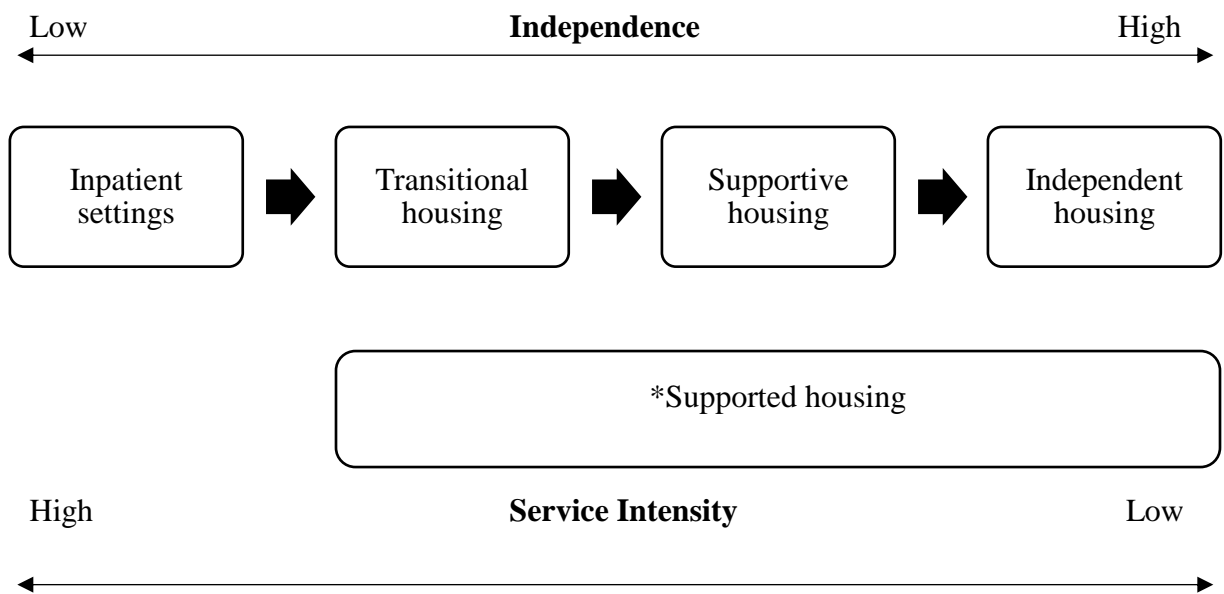 Low Independence High
Inpatient
settings
Transitional
housing
Supportive
housing
Independent
housing
*Supported housing
High Service Intensity Low